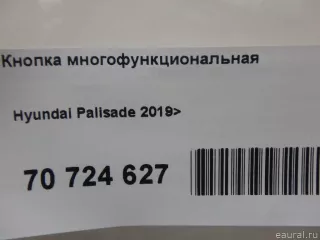 Кнопка многофункциональная
Hyundai Palisade 2019>
70 724 627
eaural.ru